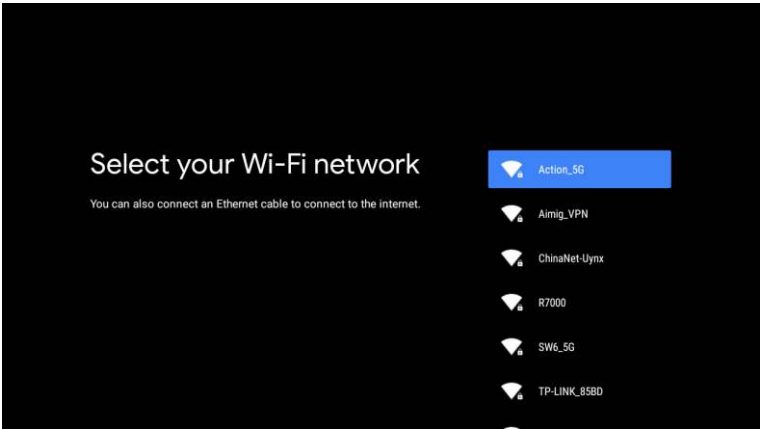 Select your Wi-Fi network
You can also connect an Ethernet cable to connect to the internet.
Action_5G
Aimig_VPN
ChinaNet-Uynx
R7000
SW6_5G
TP-LINK_85BD